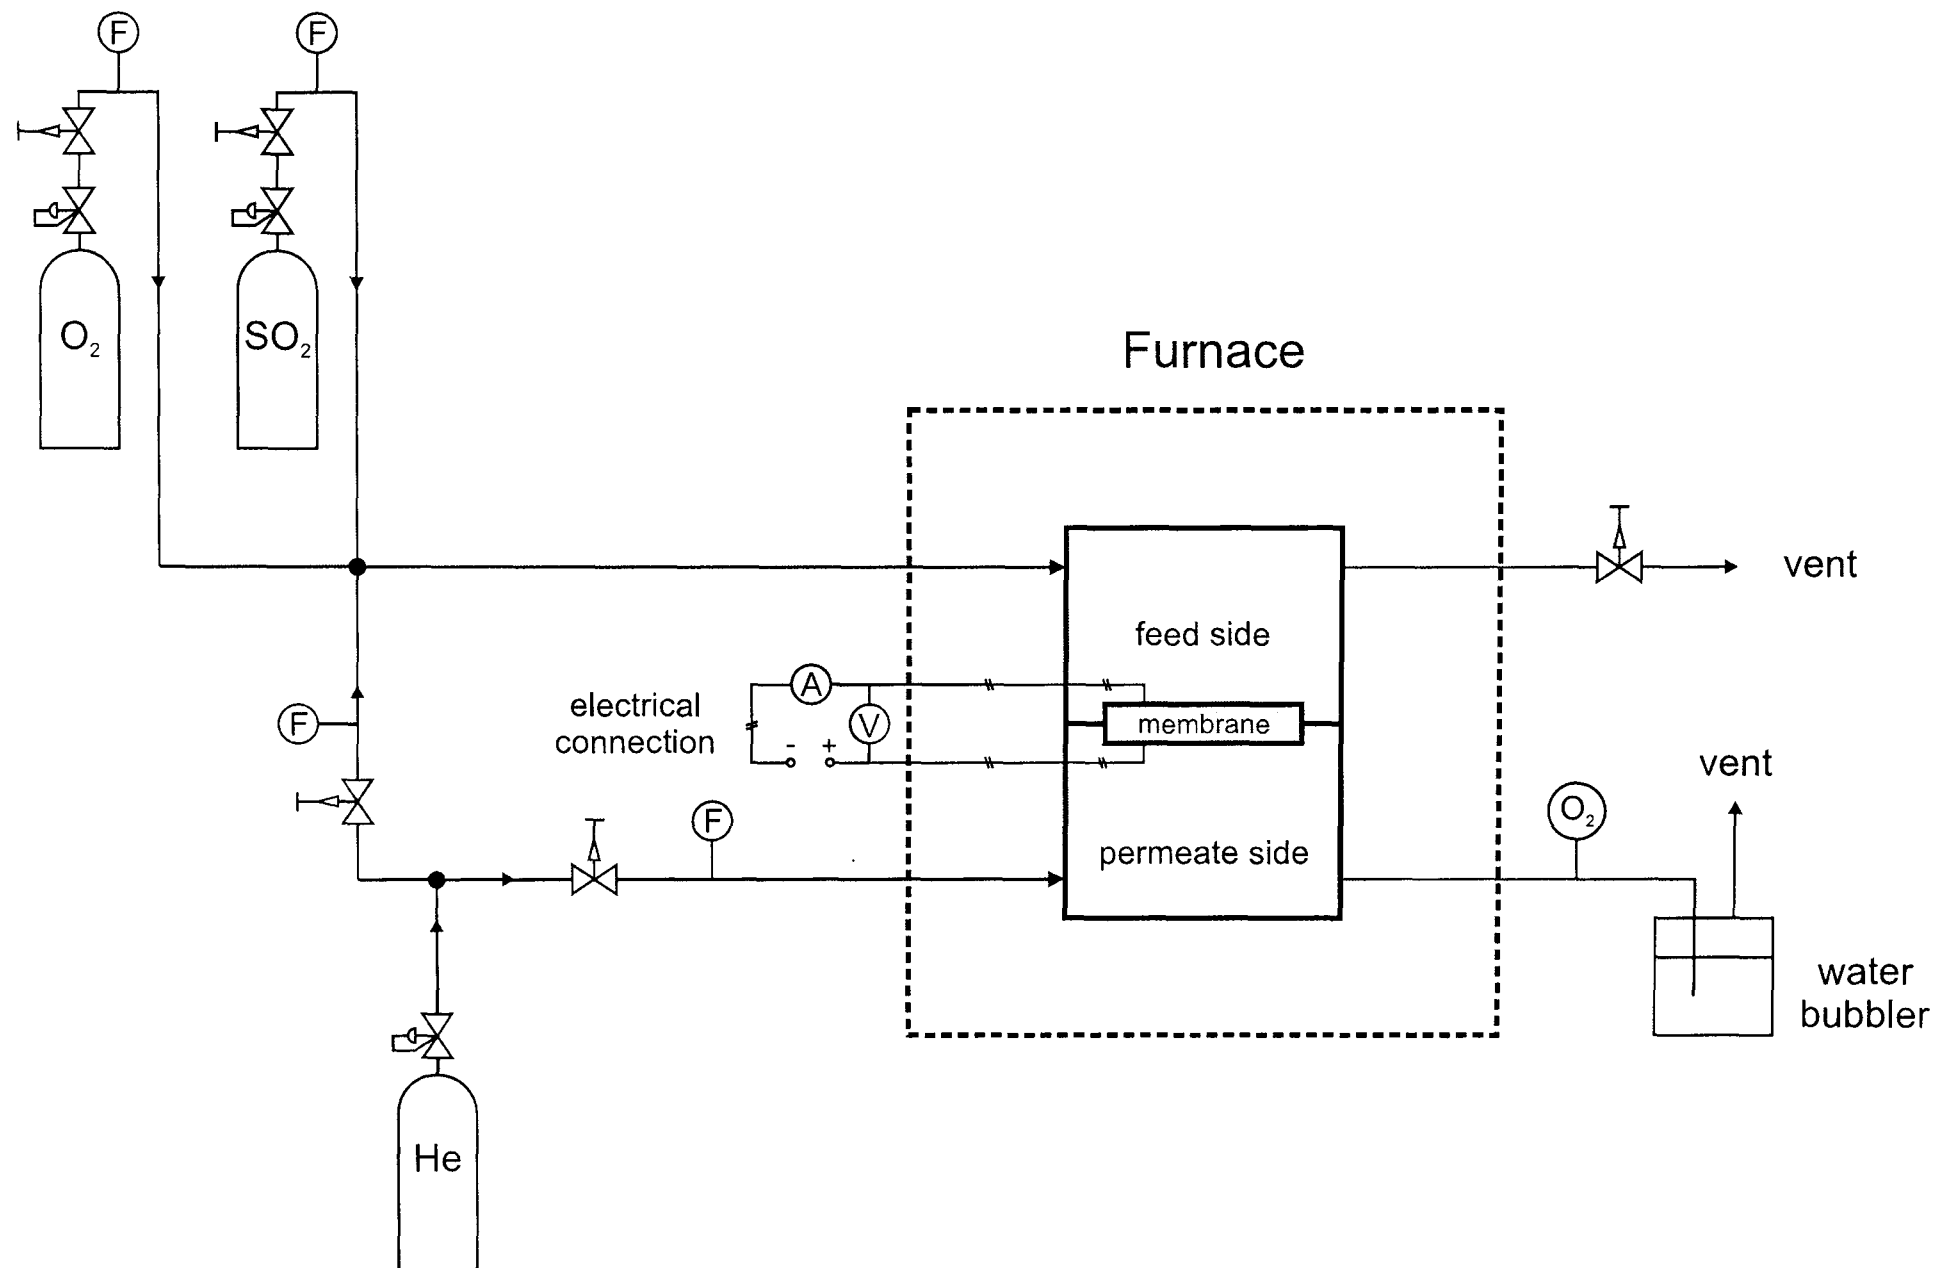 F
F
O₂
SO₂
Furnace
vent
feed side
A
electrical
connection
V
- +
membrane
F
F
vent
O₂
permeate side
water
bubbler
He